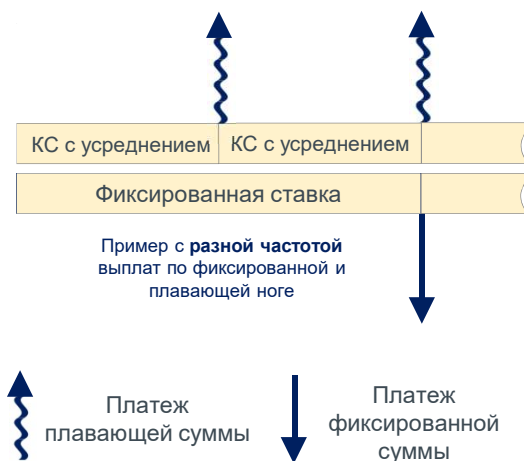 КС с усреднением КС с усреднением
Фиксированная ставка
Пример с разной частотой
выплат по фиксированной и
плавающей ноге
Платеж
плавающей суммы
Платеж
фиксированной
суммы